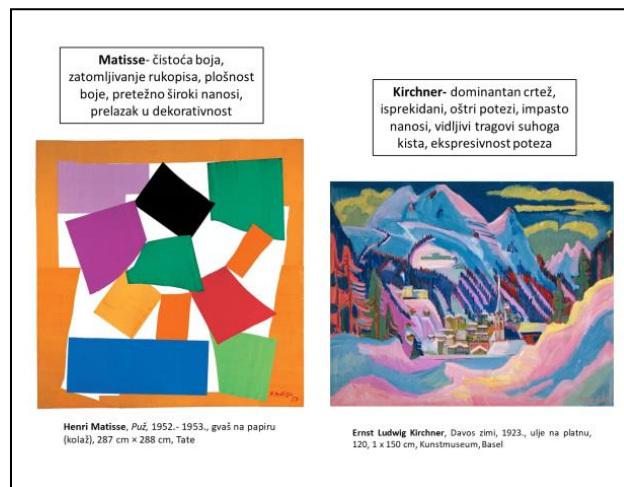 Matisse- čistoća boja,
zatomljivanje rukopisa, plošnost
boje, pretežno široki nanosi,
prelazak u dekorativnost
Kirchner- dominantan crtež,
isprekidani, oštri potezi, impasto
nanosi, vidljivi tragovi suhoga
kista, ekspresivnost poteza
Henri Matisse, Puž, 1952.- 1953., gvaš na papiru
(kolaž), 287 cm × 288 cm, Tate
Ernst Ludwig Kirchner, Davos zimi, 1923., ulje na platnu,
120, 1 x 150 cm, Kunstmuseum, Basel